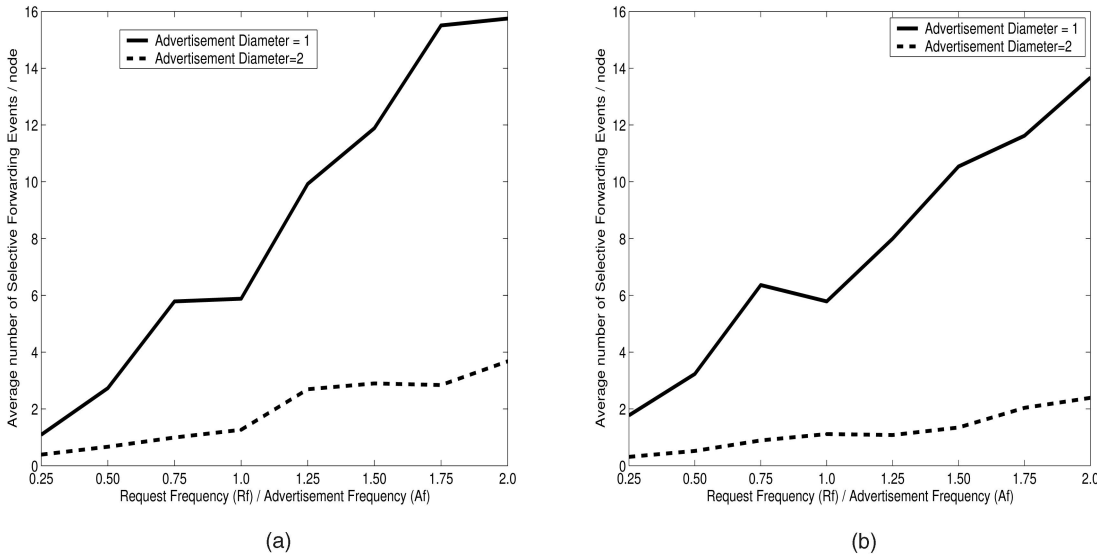 16
14
12
10
8
6
4
2
0
Average number of Selective Forwarding Events / node
Advertisement Diameter = 1
Advertisement Diameter=2
0.25 0.50 0.75 1.0 1.25 1.50 1.75 2.0
Request Frequency (Rf) / Advertisement Frequency (Af)
(a)
16
14
12
10
8
6
4
2
0
Average number of Selective Forwarding Events / node
Advertisement Diameter = 1
Advertisement Diameter=2
0.25 0.50 0.75 1.0 1.25 1.50 1.75 2.0
Request Frequency (Rf) / Advertisement Frequency (Af)
(b)